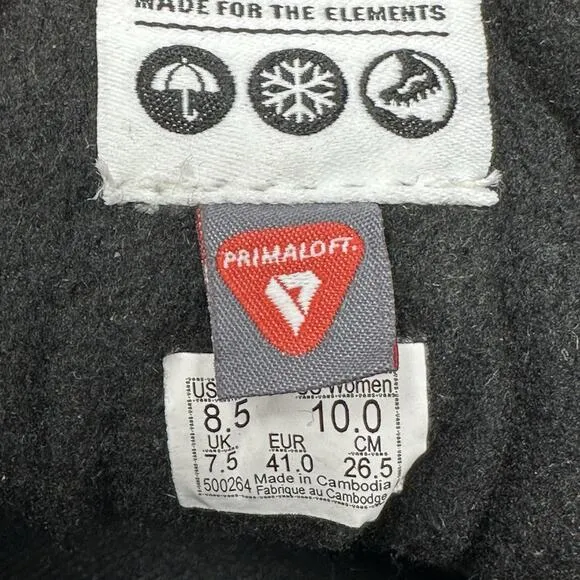 MADE FOR THE ELEMENTS
PRIMALOFT.
US Women
8.5 10.0
UK EUR CM
7.5 41.0 26.5
500264 Made in Cambodia
Fabrique au Cambodge